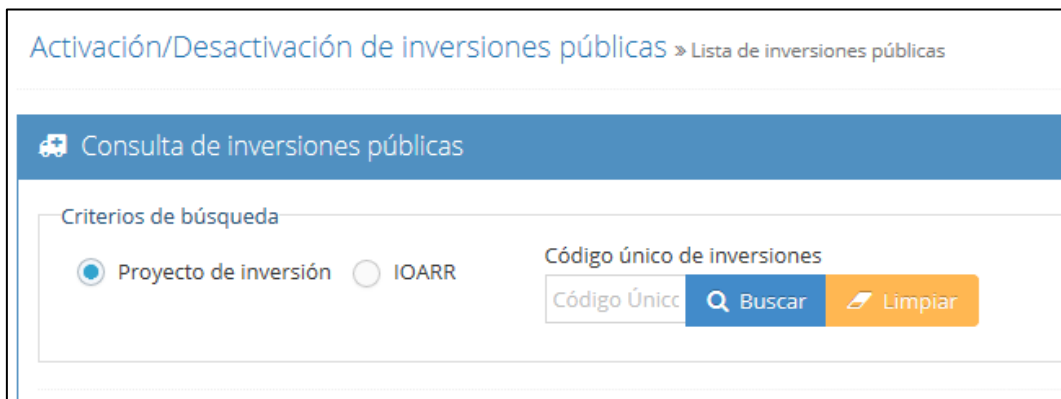 Activación/Desactivación de inversiones públicas » Lista de inversiones públicas
Consulta de inversiones públicas
Criterios de búsqueda
Proyecto de inversión IOARR
Código único de inversiones
Código Único Buscar Limpiar